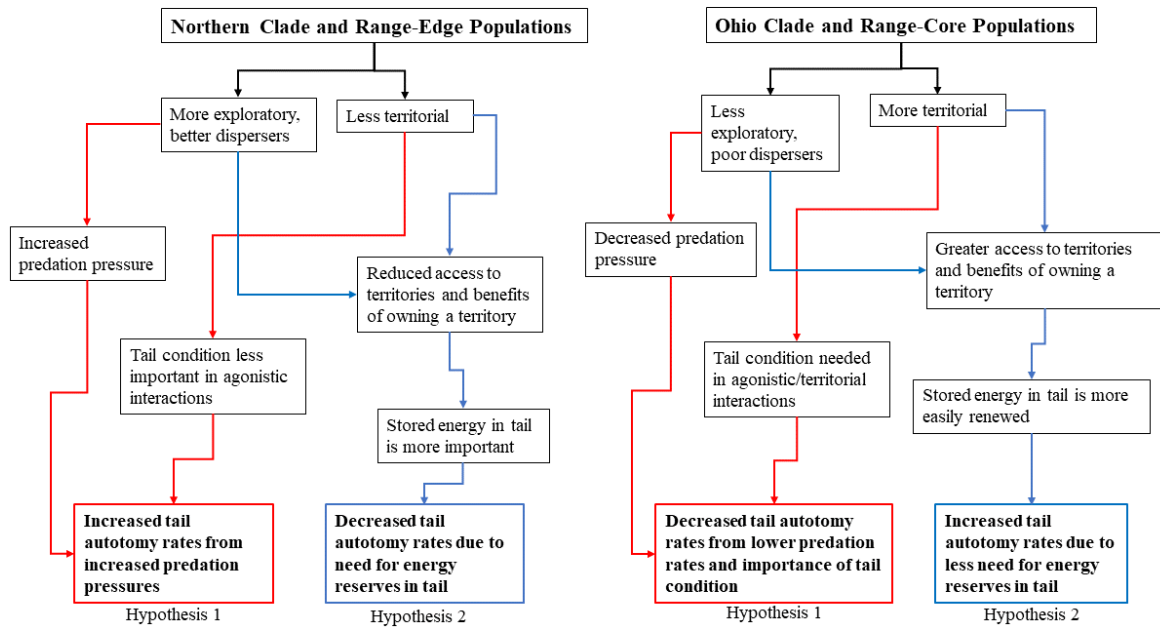 Northern Clade and Range-Edge Populations
More exploratory,
better dispersers
Less territorial
Increased
predation pressure
Reduced access to
territories and benefits
of owning a territory
Tail condition less
important in agonistic
interactions
Stored energy in tail
is more important
Increased tail
autotomy rates from
increased predation
pressures
Hypothesis 1
Decreased tail
autotomy rates due to
need for energy
reserves in tail
Hypothesis 2
Ohio Clade and Range-Core Populations
Less
exploratory,
poor dispersers
More territorial
Decreased predation
pressure
Greater access to territories
and benefits of owning a
territory
Tail condition needed
in agonistic/territorial
interactions
Stored energy in tail is more
easily renewed
Decreased tail autotomy
rates from lower predation
rates and importance of tail
condition
Hypothesis 1
Increased tail
autotomy rates due to
less need for energy
reserves in tail
Hypothesis 2